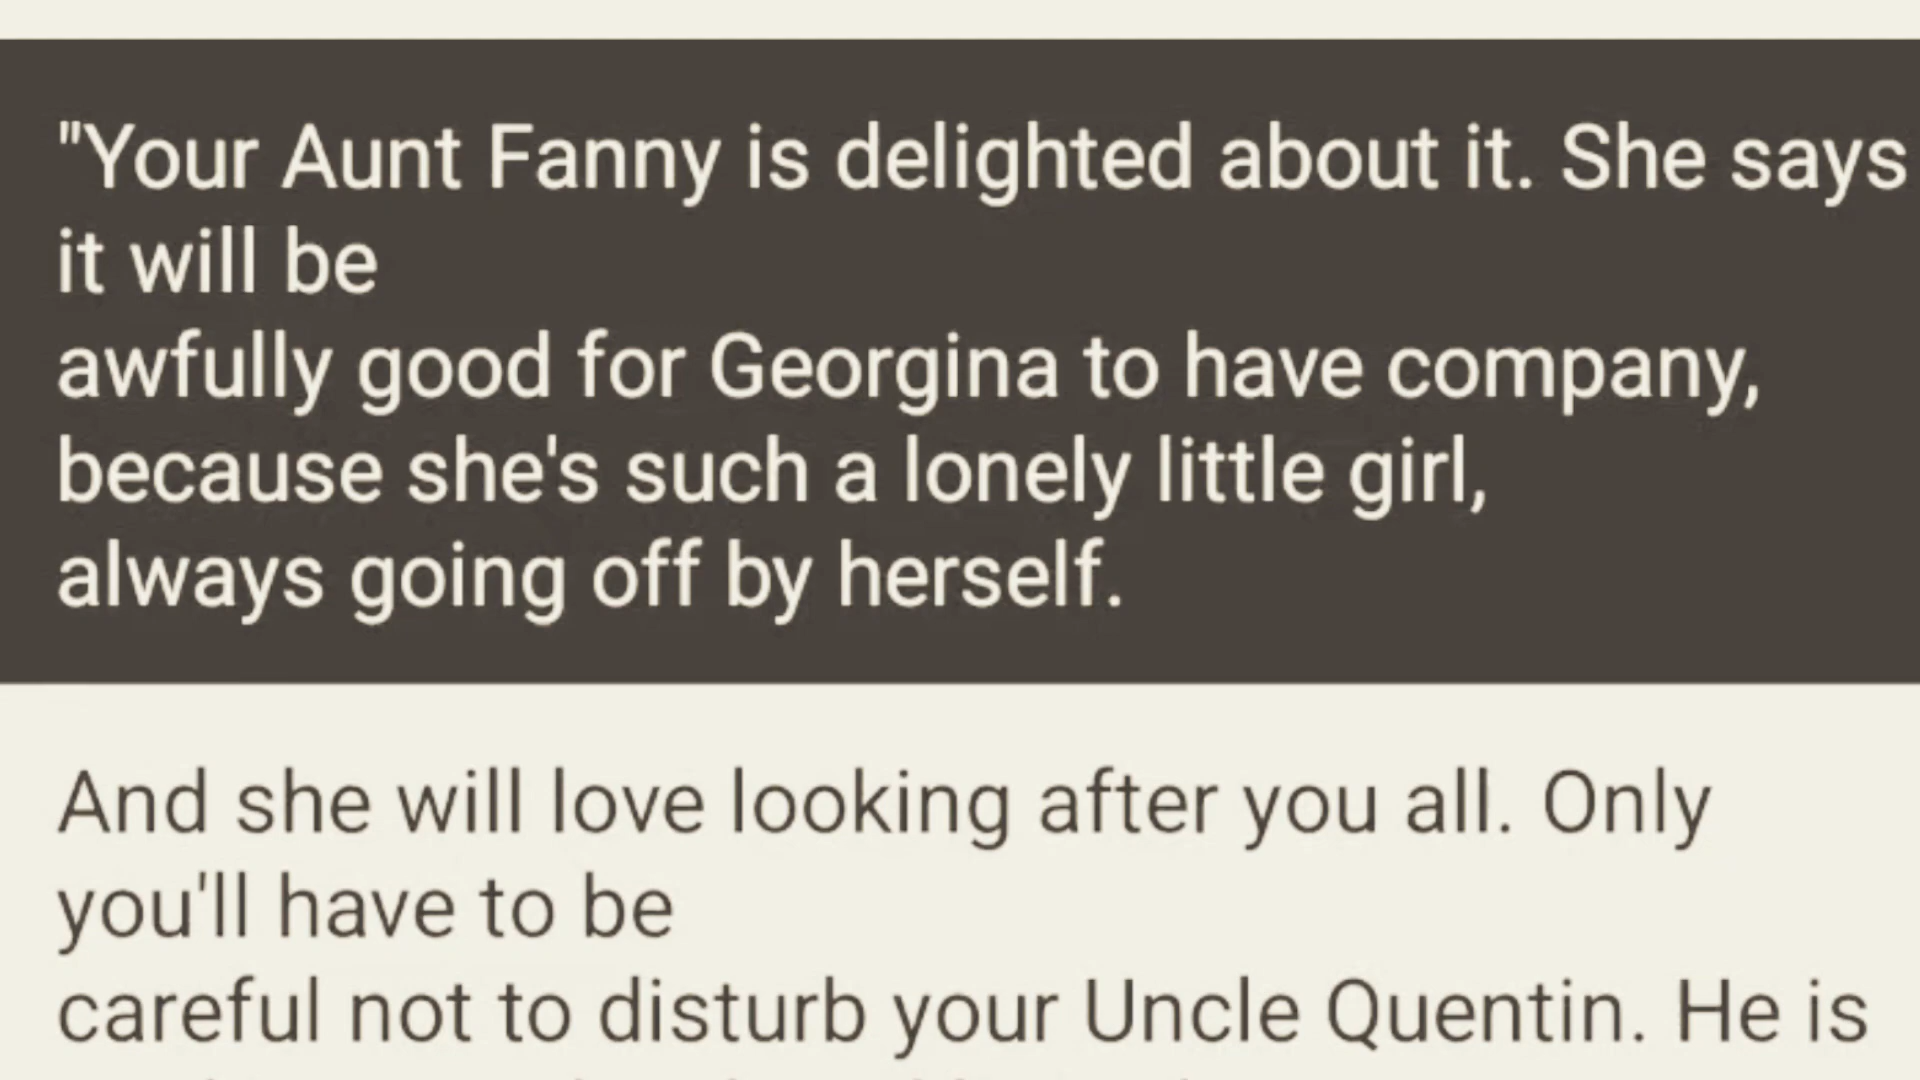 "Your Aunt Fanny is delighted about it. She says
it will be
awfully good for Georgina to have company,
because she's such a lonely little girl,
always going off by herself.
And she will love looking after you all. Only
you'll have to be
careful not to disturb your Uncle Quentin. He is